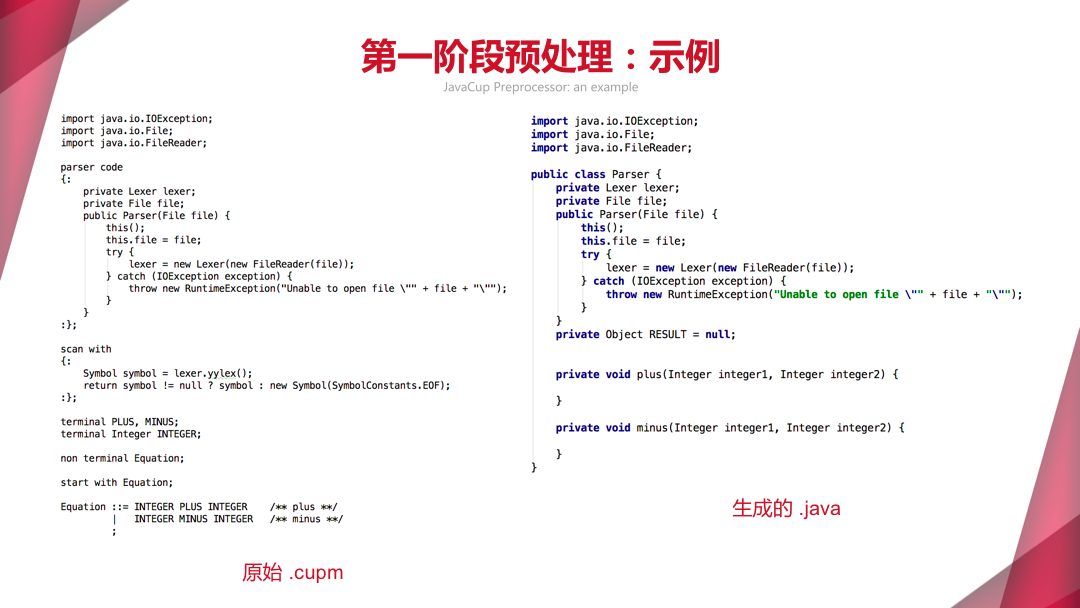 第一阶段预处理：示例
JavaCup Preprocessor: an example
import java.io.IOException;
import java.io.File;
import java.io.FileReader;
parser code
{:
private Lexer lexer;
private File file;
public Parser(File file) {
this();
this.file = file;
try {
lexer = new Lexer(new FileReader(file));
} catch (IOException exception) {
throw new RuntimeException("Unable to open file \"" + file + "\"");
}
}
:};
scan with
{:
Symbol symbol = lexer.yylex();
return symbol != null ? symbol : new Symbol(SymbolConstants.EOF);
:};
terminal PLUS, MINUS;
terminal Integer INTEGER;
non terminal Equation;
start with Equation;
Equation ::= INTEGER PLUS INTEGER /** plus **/
| INTEGER MINUS INTEGER /** minus **/
;
原始 .cupm
import java.io.IOException;
import java.io.File;
import java.io.FileReader;
public class Parser {
private Lexer lexer;
private File file;
public Parser(File file) {
this();
this.file = file;
try {
lexer = new Lexer(new FileReader(file));
} catch (IOException exception) {
throw new RuntimeException("Unable to open file \"" + file + "\"");
}
}
private Object RESULT = null;
private void plus(Integer integer1, Integer integer2) {
}
private void minus(Integer integer1, Integer integer2) {
}
}
生成的 .java